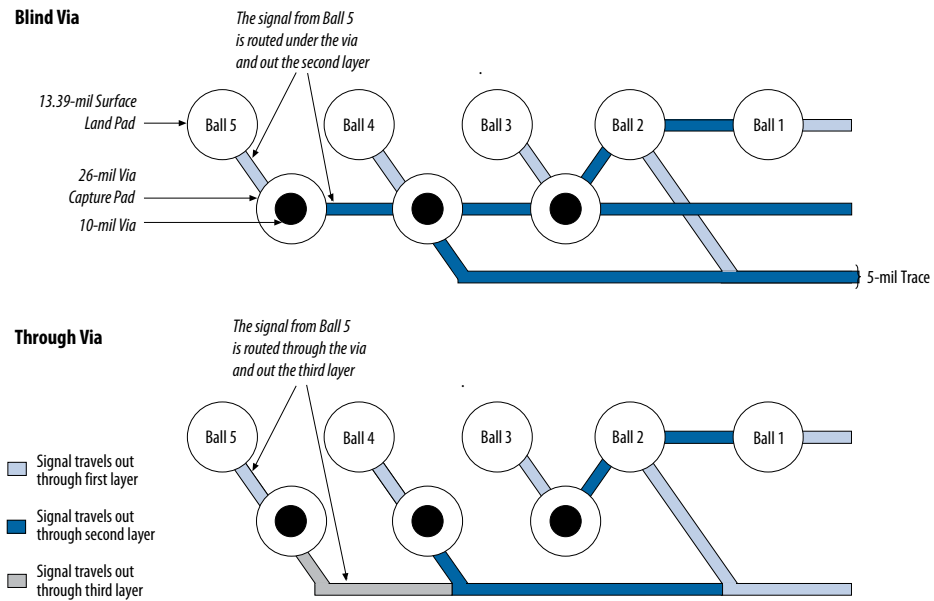 Blind Via
The signal from Ball 5
is routed under the via
and out the second layer
13.39-mil Surface
Land Pad
Ball 5
Ball 4
Ball 3
Ball 2
Ball 1
26-mil Via
Capture Pad
10-mil Via
5-mil Trace
Through Via
The signal from Ball 5
is routed through the via
and out the third layer
Ball 5
Ball 4
Ball 3
Ball 2
Ball 1
Signal travels out
through first layer
Signal travels out
through second layer
Signal travels out
through third layer